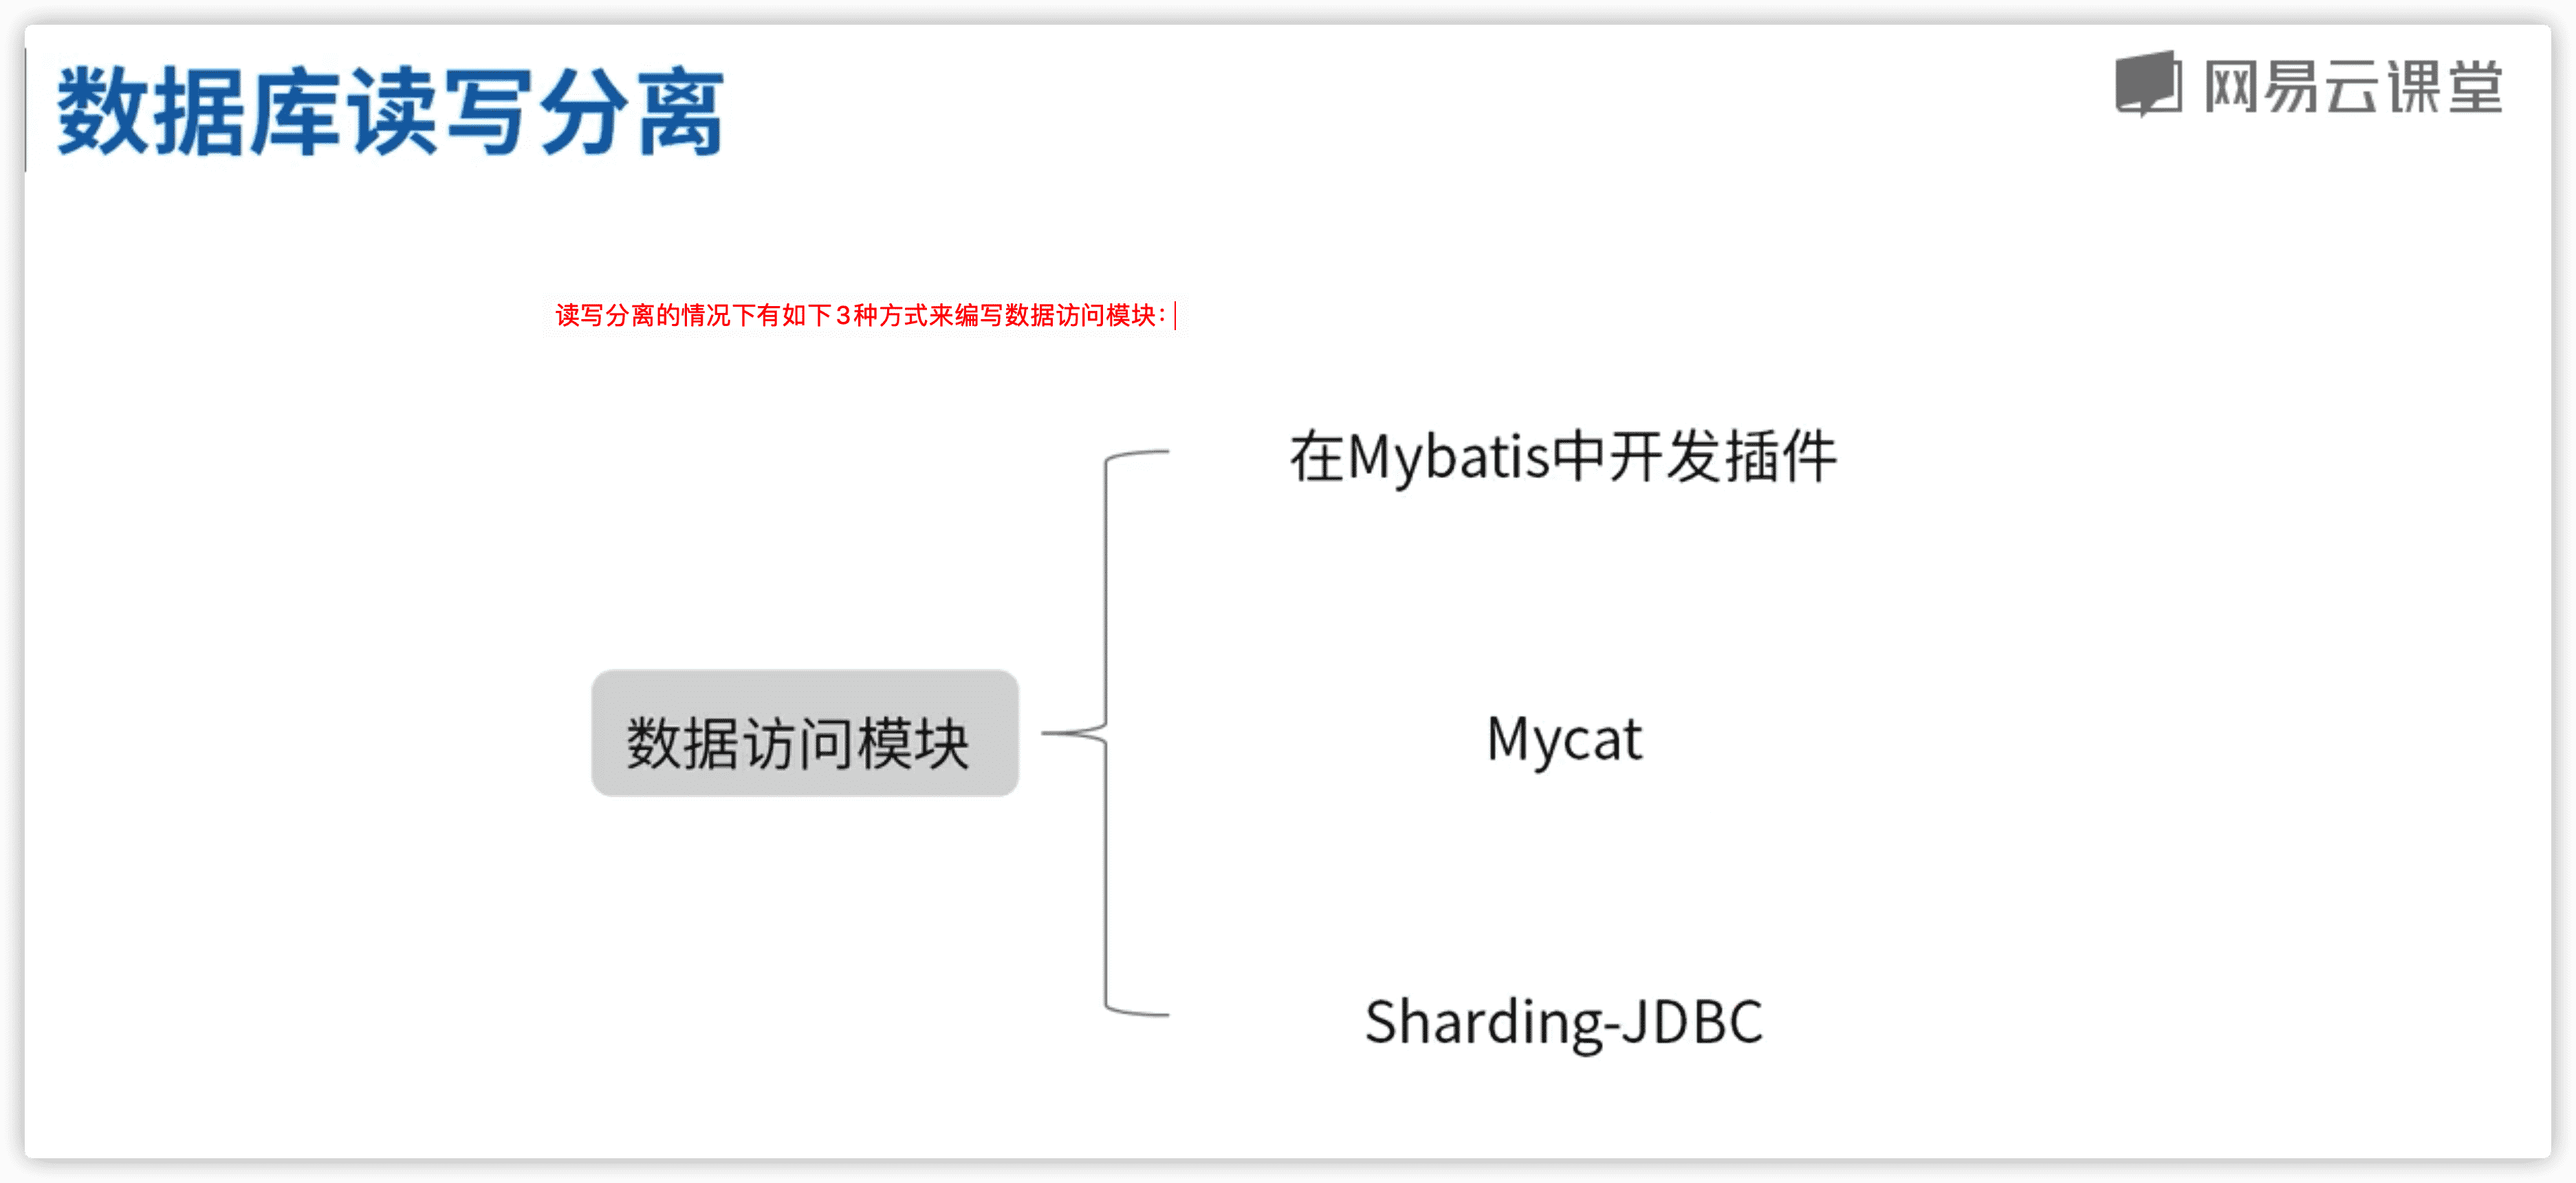 数据库读写分离
网易云课堂
读写分离的情况下有如下3种方式来编写数据访问模块：
在Mybatis中开发插件
数据访问模块
Mycat
Sharding-JDBC